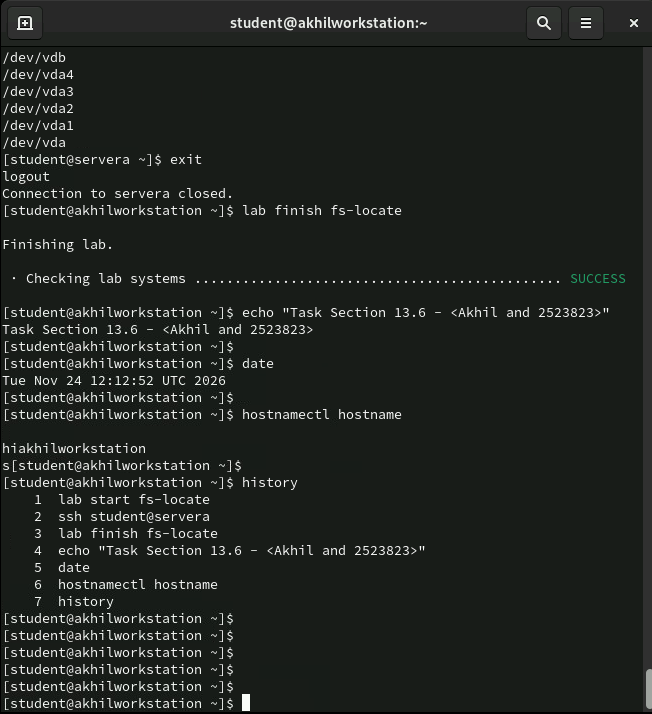 student@akhilworkstation:~
/dev/vdb
/dev/vda4
/dev/vda3
/dev/vda2
/dev/vda1
/dev/vda
[student@servera ~]$ exit
logout
Connection to servera closed.
[student@akhilworkstation ~]$ lab finish fs-locate
Finishing lab.
· Checking lab systems .............................................. SUCCESS
[student@akhilworkstation ~]$ echo "Task Section 13.6 - <Akhil and 2523823>"
Task Section 13.6 - <Akhil and 2523823>
[student@akhilworkstation ~]$
[student@akhilworkstation ~]$ date
Tue Nov 24 12:12:52 UTC 2026
[student@akhilworkstation ~]$
[student@akhilworkstation ~]$ hostnamectl hostname
hiakhilworkstation
s[student@akhilworkstation ~]$
[student@akhilworkstation ~]$ history
1 lab start fs-locate
2 ssh student@servera
3 lab finish fs-locate
4 echo "Task Section 13.6 - <Akhil and 2523823>"
5 date
6 hostnamectl hostname
7 history
[student@akhilworkstation ~]$
[student@akhilworkstation ~]$
[student@akhilworkstation ~]$
[student@akhilworkstation ~]$
[student@akhilworkstation ~]$
[student@akhilworkstation ~]$